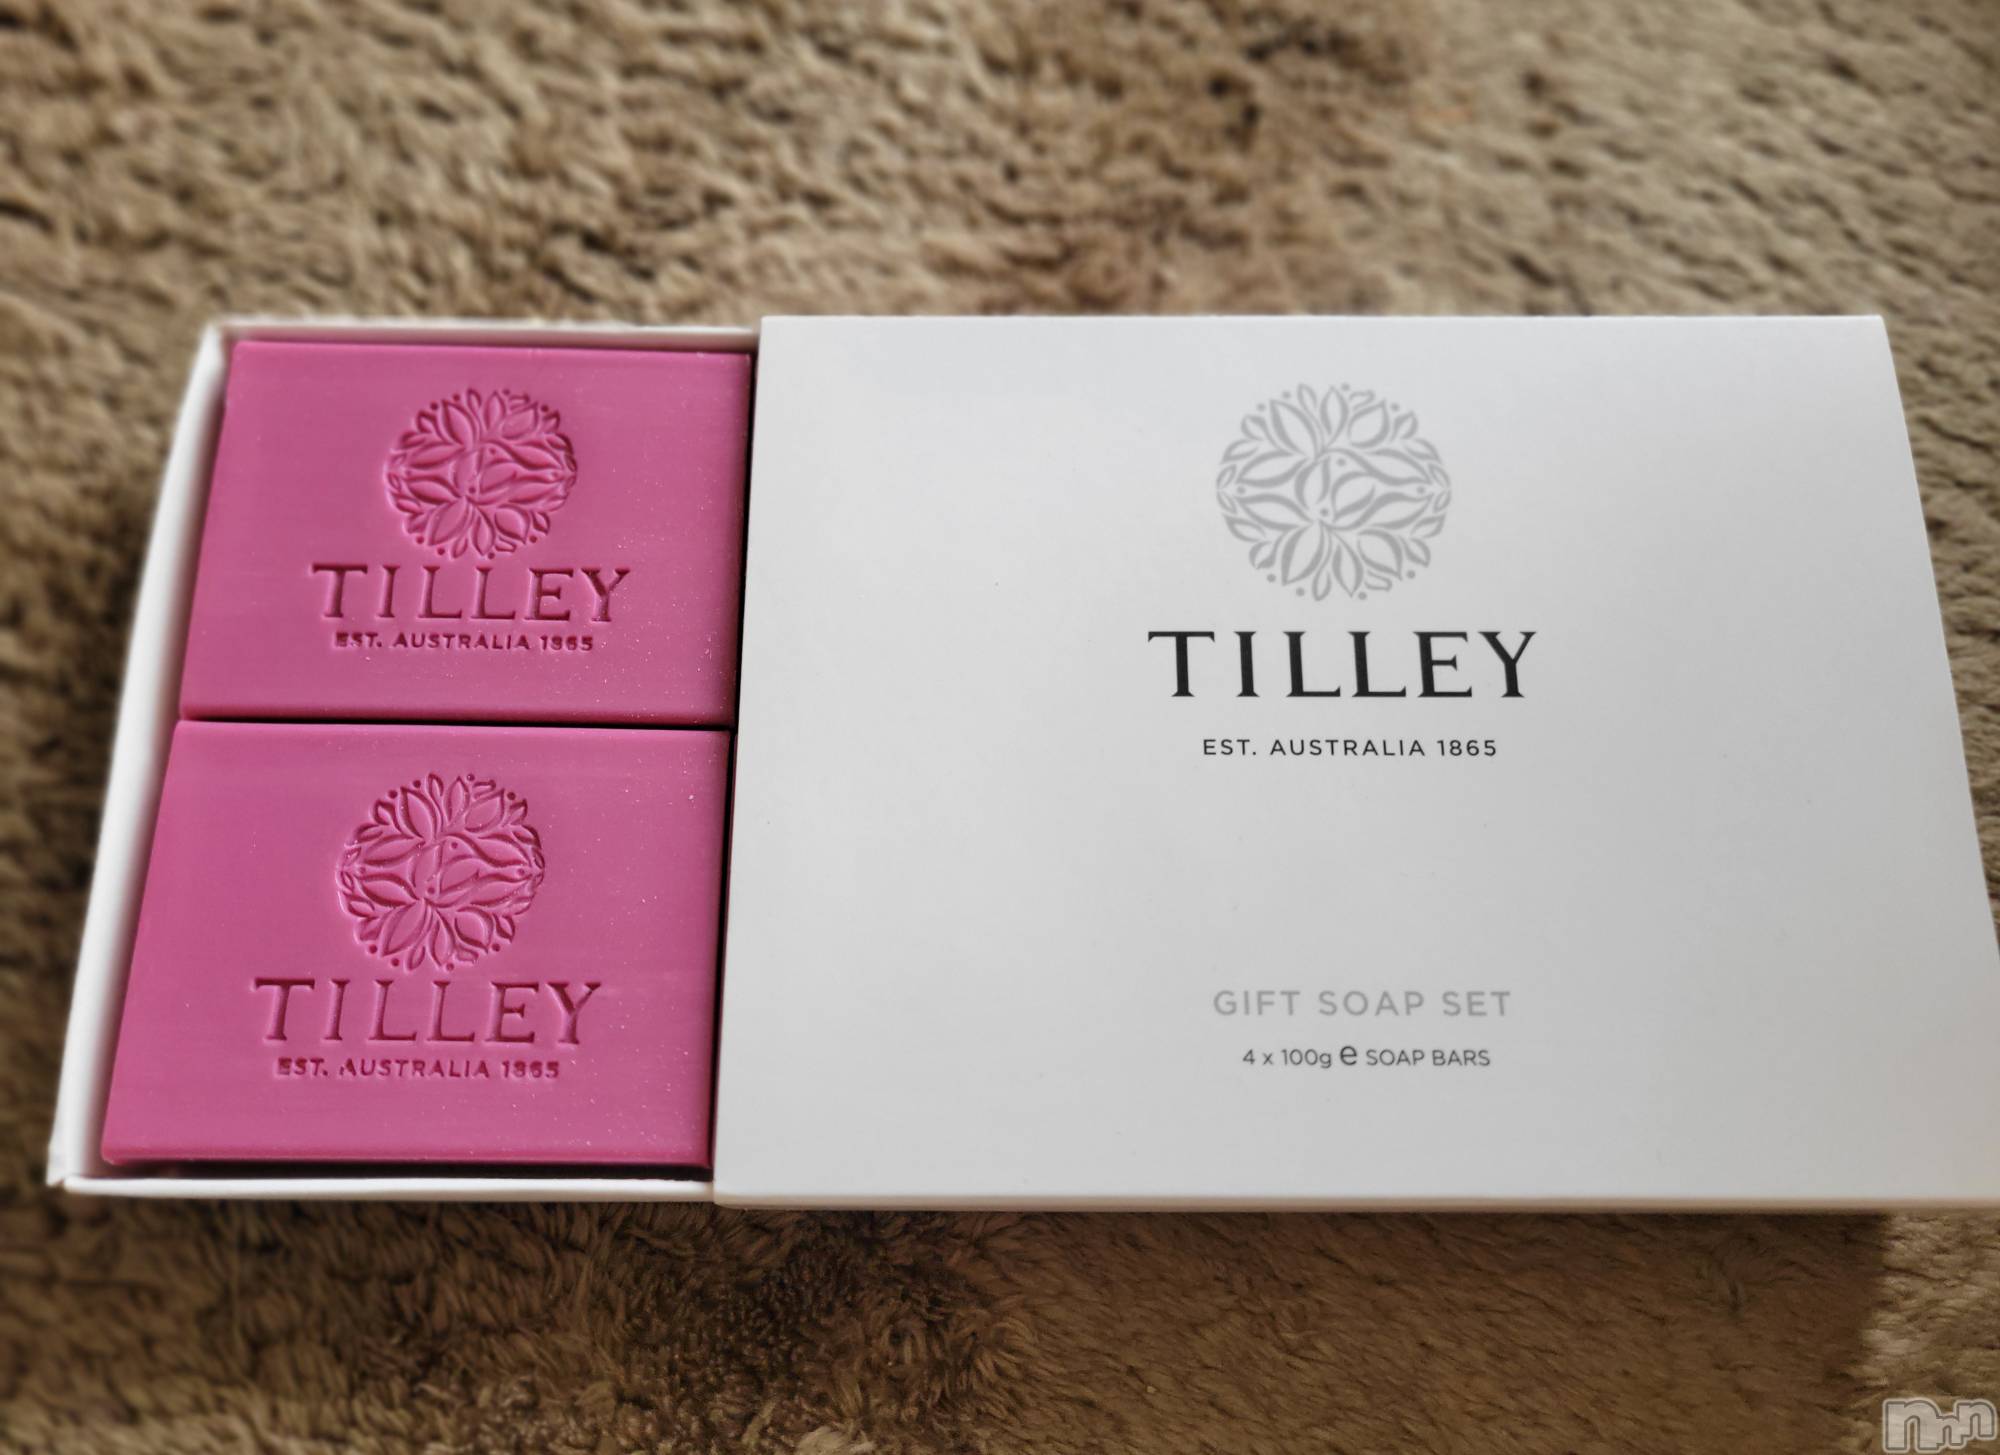 TILLEY
EST. AUSTRALIA 1865
TILLEY
EST. AUSTRALIA 1865
TILLEY
EST. AUSTRALIA 1865
GIFT SOAP SET
4 x 100g e SOAP BARS